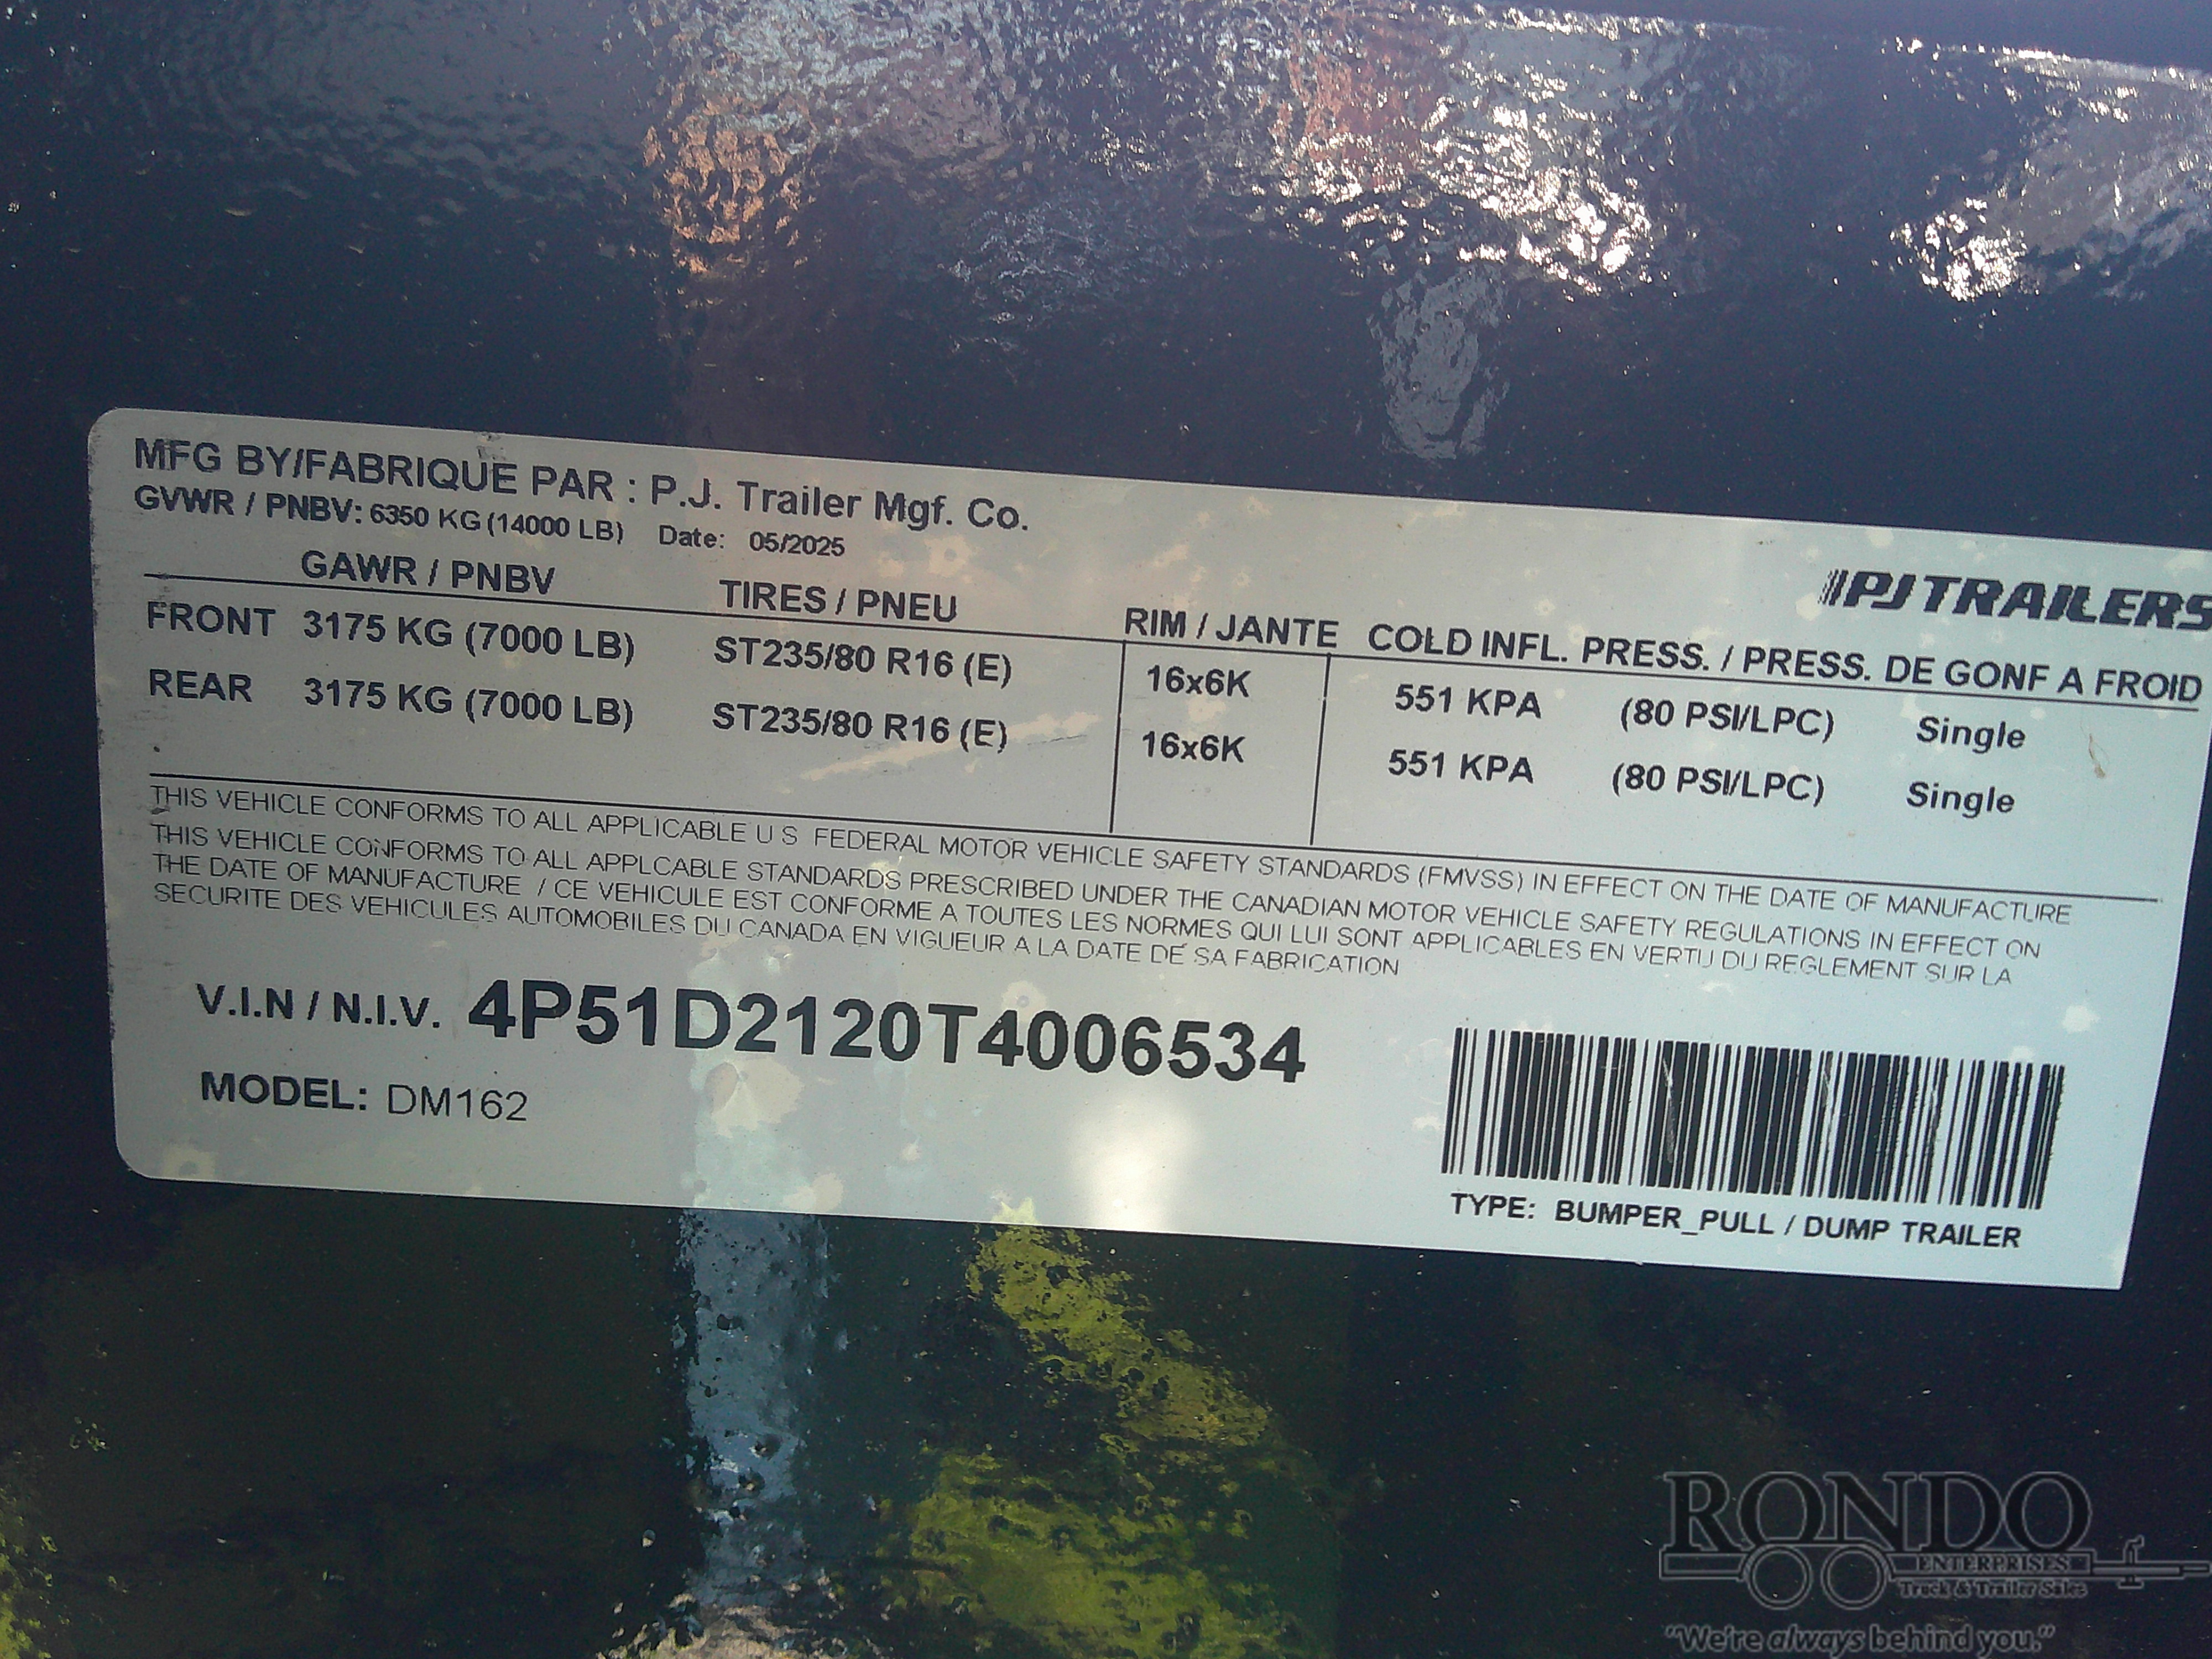 MFG BY/FABRIQUE PAR : P.J. Trailer Mgf. Co.
GVWR / PNBV: 6350 KG (14000 LB) Date: 05/2025
PJTRAILERS
GAWR / PNBV TIRES / PNEU RIM / JANTE COLD INFL. PRESS. / PRESS. DE GONF A FROID
FRONT 3175 KG (7000 LB) ST235/80 R16 (E) 16x6K 551 KPA (80 PSI/LPC) Single
REAR 3175 KG (7000 LB) ST235/80 R16 (E) 16x6K 551 KPA (80 PSI/LPC) Single
THIS VEHICLE CONFORMS TO ALL APPLICABLE U S FEDERAL MOTOR VEHICLE SAFETY STANDARDS (FMVSS) IN EFFECT ON THE DATE OF MANUFACTURE
THIS VEHICLE CONFORMS TO ALL APPLCABLE STANDARDS PRESCRIBED UNDER THE CANADIAN MOTOR VEHICLE SAFETY REGULATIONS IN EFFECT ON
THE DATE OF MANUFACTURE / CE VEHICULE EST CONFORME A TOUTES LES NORMES QUI LUI SONT APPLICABLES EN VERTU DU REGLEMENT SUR LA
SECURITE DES VEHICULES AUTOMOBILES DU CANADA EN VIGUEUR A LA DATE DE SA FABRICATION
V.I.N / N.I.V. 4P51D2120T4006534
MODEL: DM162
TYPE: BUMPER_PULL / DUMP TRAILER
RONDO
ENTERPRISES
Truck & Trailer Sales
"We're always behind you."